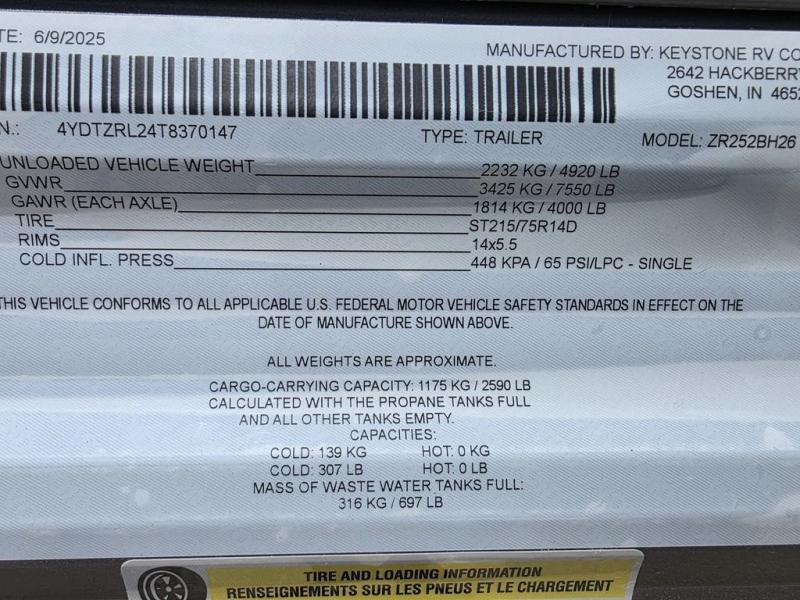 TE: 6/9/2025
MANUFACTURED BY: KEYSTONE RV CO
2642 HACKBERRY
GOSHEN, IN 4652
N.: 4YDTZRL24T8370147 TYPE: TRAILER MODEL: ZR252BH26
UNLOADED VEHICLE WEIGHT 2232 KG / 4920 LB
GVWR 3425 KG / 7550 LB
GAWR (EACH AXLE) 1814 KG / 4000 LB
TIRE ST215/75R14D
RIMS 14x5.5
COLD INFL. PRESS 448 KPA / 65 PSI/LPC - SINGLE
THIS VEHICLE CONFORMS TO ALL APPLICABLE U.S. FEDERAL MOTOR VEHICLE SAFETY STANDARDS IN EFFECT ON THE
DATE OF MANUFACTURE SHOWN ABOVE.
ALL WEIGHTS ARE APPROXIMATE.
CARGO-CARRYING CAPACITY: 1175 KG / 2590 LB
CALCULATED WITH THE PROPANE TANKS FULL
AND ALL OTHER TANKS EMPTY.
CAPACITIES:
COLD: 139 KG HOT: 0 KG
COLD: 307 LB HOT: 0 LB
MASS OF WASTE WATER TANKS FULL:
316 KG / 697 LB
TIRE AND LOADING INFORMATION
RENSEIGNEMENTS SUR LES PNEUS ET LE CHARGEMENT